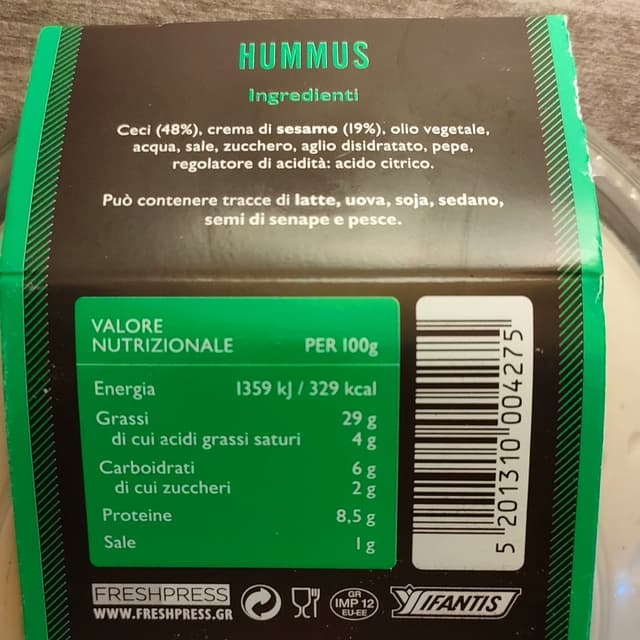 HUMMUS
Ingredienti
Ceci (48%), crema di sesamo (19%), olio vegetale,
acqua, sale, zucchero, aglio disidratato, pepe,
regolatore di acidità: acido citrico.
Può contenere tracce di latte, uova, soja, sedano,
semi di senape e pesce.
VALORE
NUTRIZIONALE PER 100g
Energia 1359 kJ / 329 kcal
Grassi 29 g
di cui acidi grassi saturi 4 g
Carboidrati 6 g
di cui zuccheri 2 g
Proteine 8,5 g
Sale 1 g
5 201310 004275
FRESHPRESS
WWW.FRESHPRESS.GR
GR
IMP 12
EU-EE
YIFANTIS